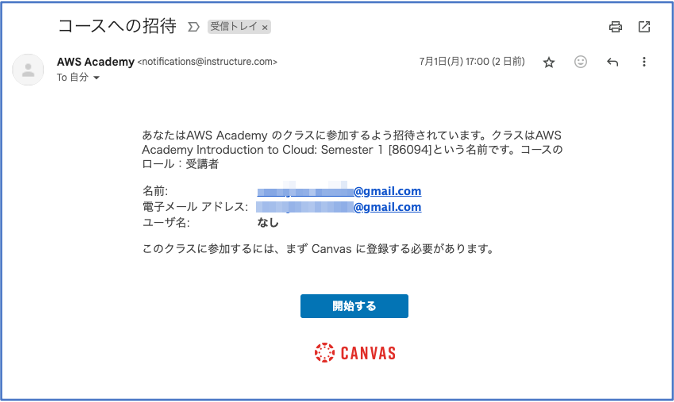 コースへの招待 受信トレイ ×
AWS Academy <notifications@instructure.com> 7月1日(月) 17:00 (2 日前)
To 自分
あなたはAWS Academy のクラスに参加するよう招待されています。クラスはAWS
Academy Introduction to Cloud: Semester 1 [86094]という名前です。コースの
ロール：受講者
名前: @gmail.com
電子メール アドレス: @gmail.com
ユーザ名: なし
このクラスに参加するには、まず Canvas に登録する必要があります。
開始する
CANVAS